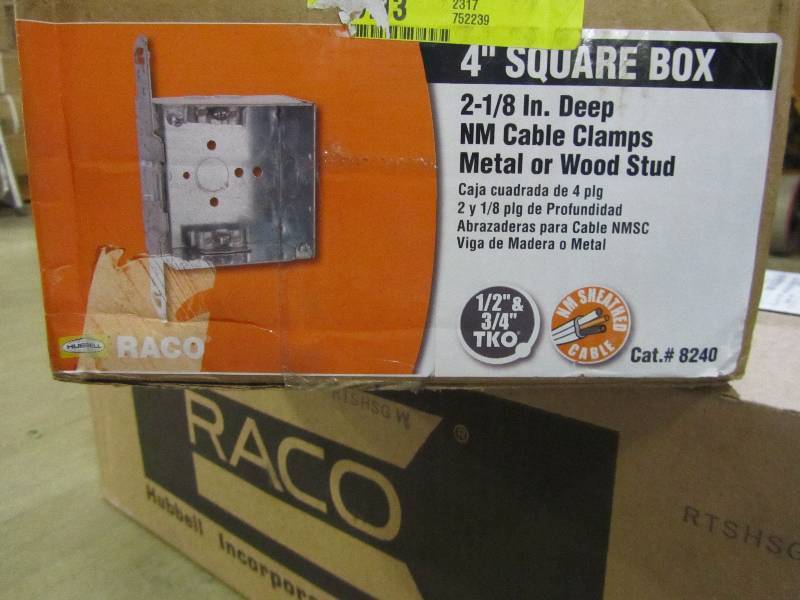 2317
752239
4" SQUARE BOX
2-1/8 In. Deep
NM Cable Clamps
Metal or Wood Stud
Caja cuadrada de 4 plg
2 y 1/8 plg de Profundidad
Abrazaderas para Cable NMSC
Viga de Madera o Metal
1/2" &
3/4"
TKO®
NM SHEATHED
CABLE
Cat.# 8240
HUBBELL
RACO®
RTSHSG W
RACO®
Hubbell Incorpora
RTSHSG